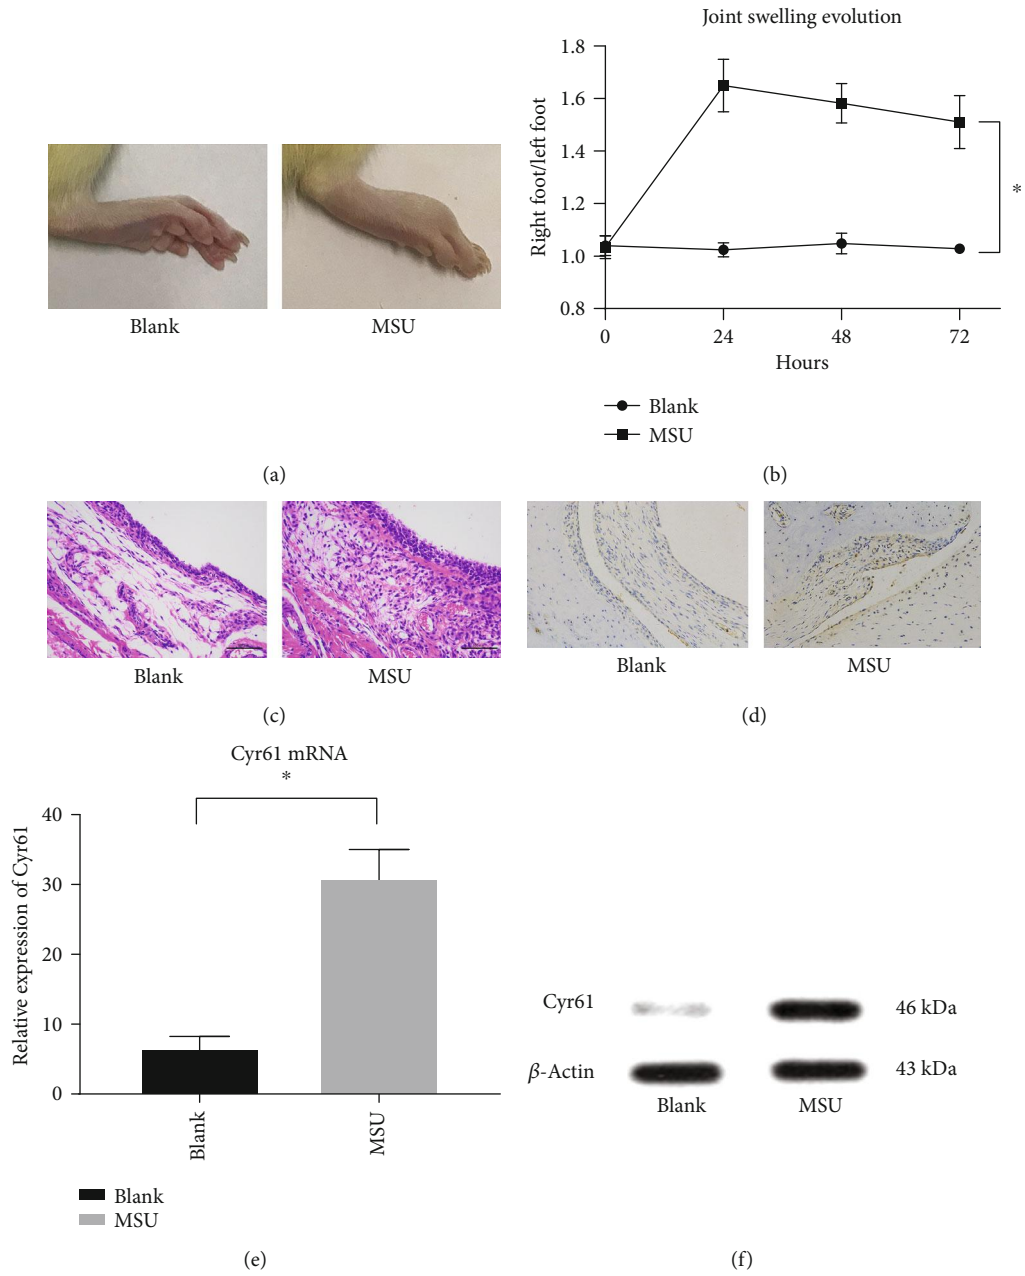 Blank
MSU
(a)
Joint swelling evolution
Right foot/left foot
1.8
1.6
1.4
1.2
1.0
0.8
0
24
48
72
Hours
*
Blank
MSU
(b)
Blank
MSU
(c)
Blank
MSU
(d)
Cyr61 mRNA
*
Relative expression of Cyr61
40
30
20
10
0
Blank
MSU
Blank
MSU
(e)
Cyr61
46 kDa
β-Actin
43 kDa
Blank
MSU
(f)